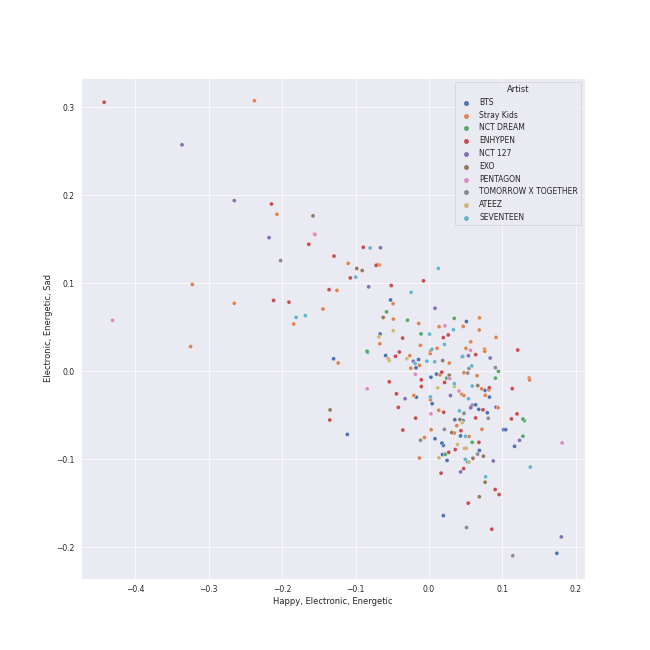 Artist
BTS
Stray Kids
NCT DREAM
ENHYPEN
NCT 127
EXO
PENTAGON
TOMORROW X TOGETHER
ATEEZ
SEVENTEEN
0.3
0.2
0.1
0.0
−0.1
−0.2
Electronic, Energetic, Sad
−0.4
−0.3
−0.2
−0.1
0.0
0.1
0.2
Happy, Electronic, Energetic